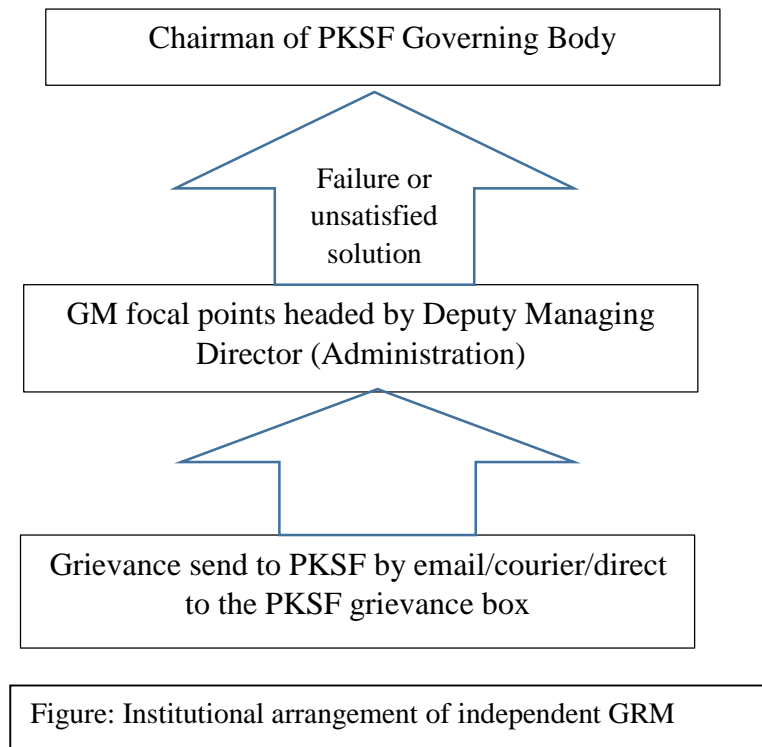 Chairman of PKSF Governing Body
Failure or
unsatisfied
solution
GM focal points headed by Deputy Managing
Director (Administration)
Grievance send to PKSF by email/courier/direct
to the PKSF grievance box
Figure: Institutional arrangement of independent GRM